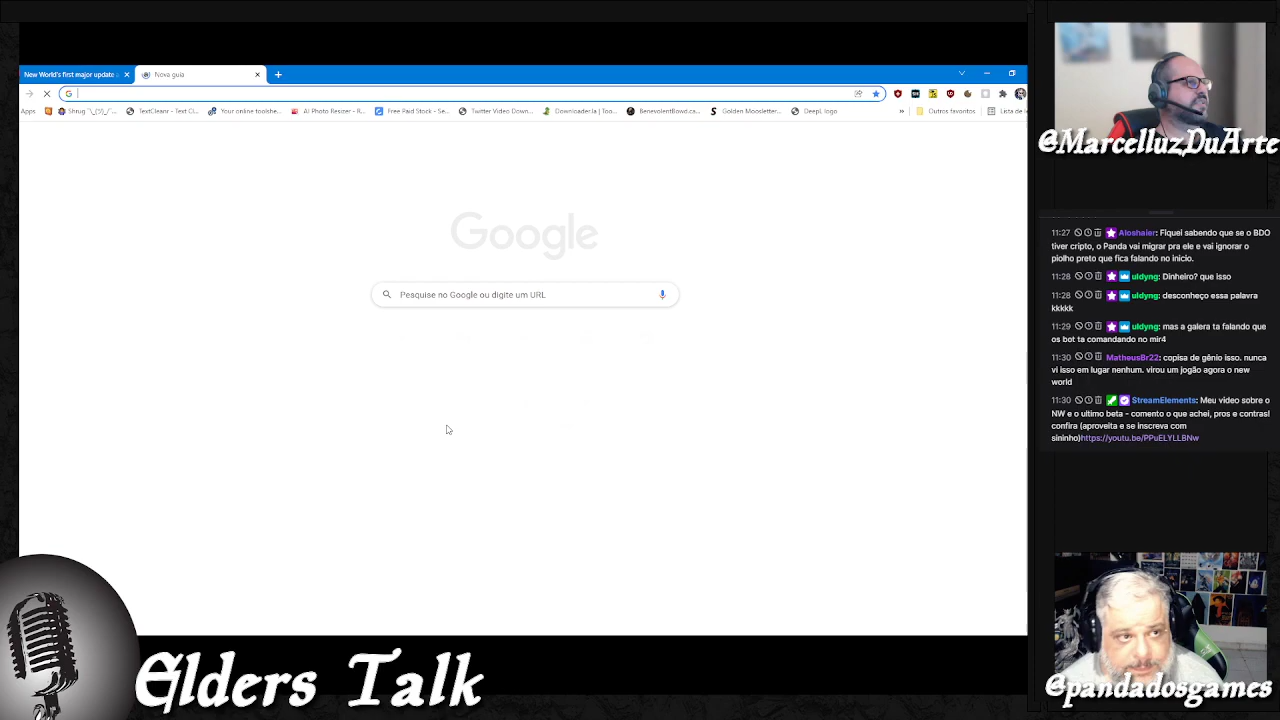 New World's first major update a
Nova guia
Apps
Shrug ¯\_(ツ)_/¯...
TextCleanr - Text Cl...
Your online toolshe...
AI Photo Resizer - R...
Free Paid Stock - Se...
Twitter Video Down...
Downloader.la | Too...
BenevolentBowd.ca...
Golden Moosletter...
DeepL logo
»
Outros favoritos
Lista de
Google
Pesquise no Google ou digite um URL
@MarcelluzDuArte
11:27 Aloshaier: Fiquei sabendo que se o BDO
tiver cripto, o Panda vai migrar pra ele e vai ignorar o
piolho preto que fica falando no inicio.
11:28 uldyng: Dinheiro? que isso
11:28 uldyng: desconheço essa palavra
kkkkk
11:29 uldyng: mas a galera ta falando que
os bot ta comandando no mir4
11:30 MatheusBr22: copisa de gênio isso. nunca
vi isso em lugar nenhum. virou um jogão agora o new
world
11:30 StreamElements: Meu video sobre o
NW e o ultimo beta - comento o que achei, pros e contras!
confira (aproveita e se inscreva com
sininho)https://youtu.be/PPuELYLLBNw
Elders Talk
@pandadosgames